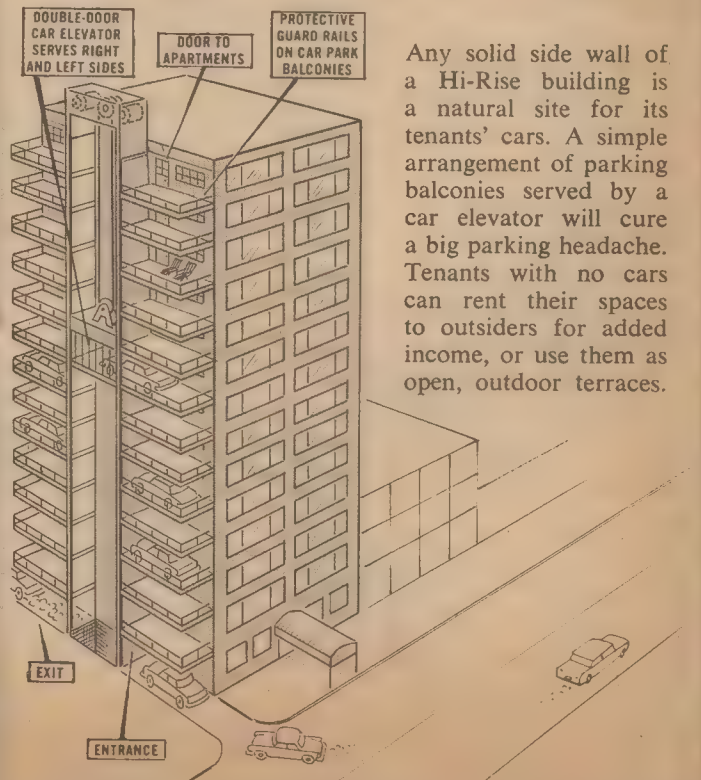 DOUBLE-DOOR
CAR ELEVATOR
SERVES RIGHT
AND LEFT SIDES
DOOR TO
APARTMENTS
PROTECTIVE
GUARD RAILS
ON CAR PARK
BALCONIES
Any solid side wall of
a Hi-Rise building is
a natural site for its
tenants' cars. A simple
arrangement of parking
balconies served by a
car elevator will cure
a big parking headache.
Tenants with no cars
can rent their spaces
to outsiders for added
income, or use them as
open, outdoor terraces.
EXIT
ENTRANCE